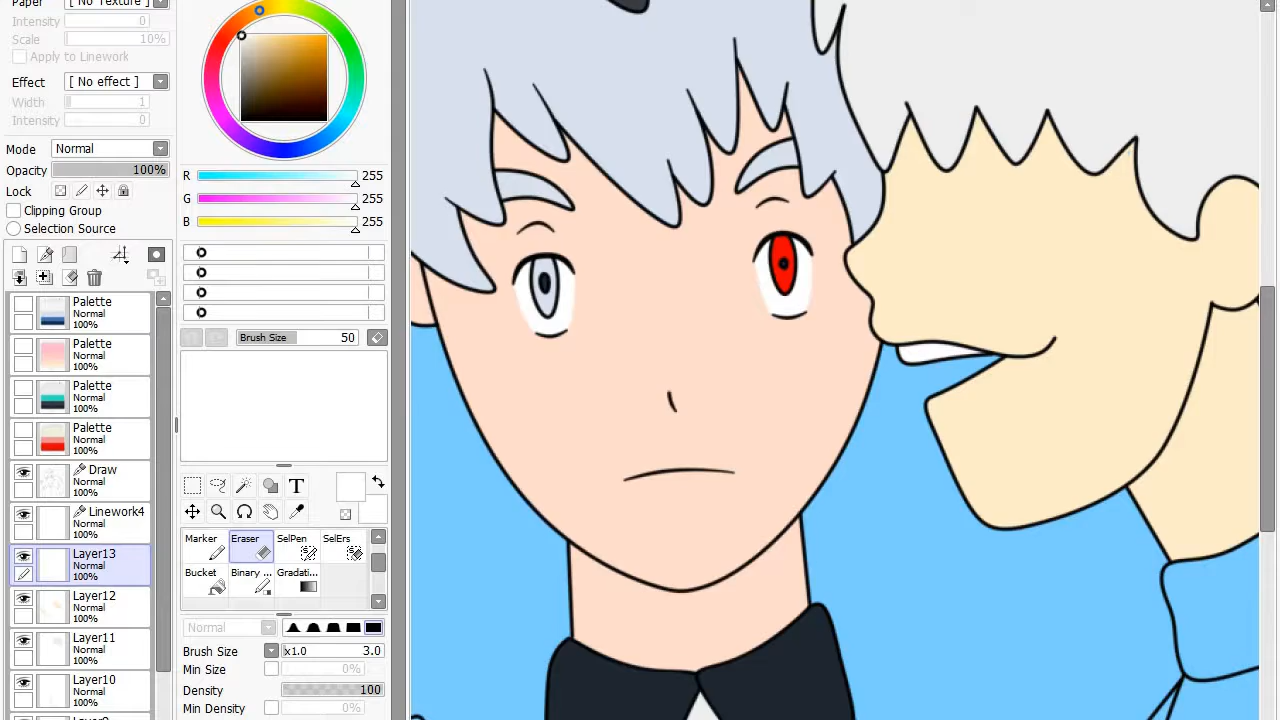 Paper [ No Texture ]
Intensity 0
Scale 10%
Apply to Linework
Effect [ No effect ]
Width 1
Intensity 0
Mode Normal
Opacity 100%
Lock
Clipping Group
Selection Source
Palette
Normal
100%
Palette
Normal
100%
Palette
Normal
100%
Palette
Normal
100%
Draw
Normal
100%
Linework4
Normal
100%
Layer13
Normal
100%
Layer12
Normal
100%
Layer11
Normal
100%
Layer10
Normal
100%
R 255
G 255
B 255
Brush Size 50
T
Marker Eraser SelPen SelErs
Bucket Binary ... Gradati...
Normal
Brush Size x1.0 3.0
Min Size 0%
Density 100
Min Density 0%